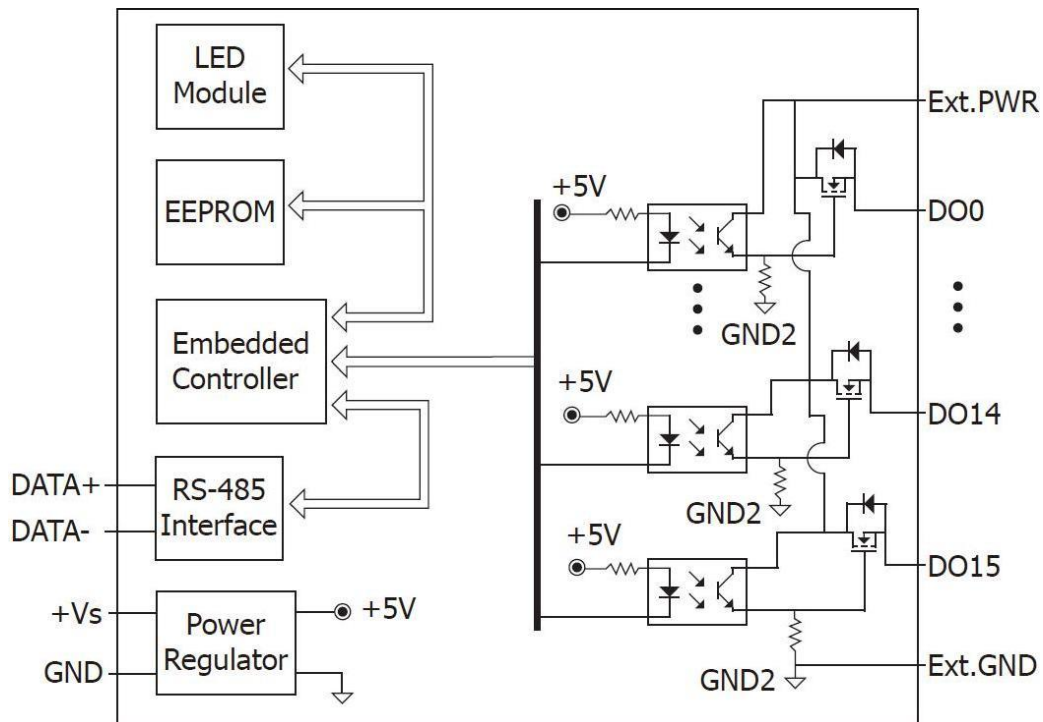 LED
Module
EEPROM
Embedded
Controller
RS-485
Interface
Power
Regulator
DATA+
DATA-
+Vs
GND
+5V
+5V
GND2
+5V
GND2
+5V
GND2
Ext.PWR
DO0
DO14
DO15
Ext.GND